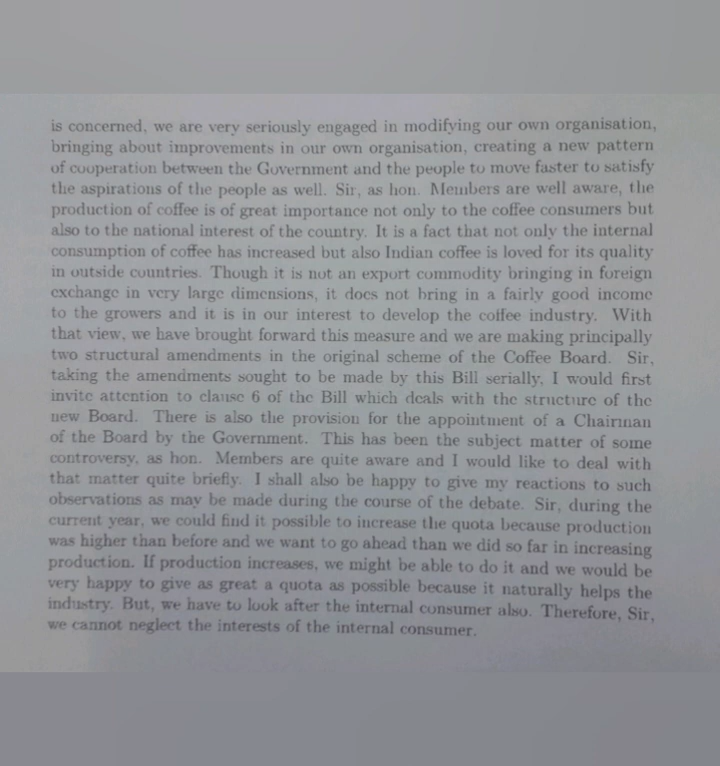 is concerned, we are very seriously engaged in modifying our own organisation,
bringing about improvements in our own organisation, creating a new pattern
of cooperation between the Government and the people to move faster to satisfy
the aspirations of the people as well. Sir, as hon. Members are well aware, the
production of coffee is of great importance not only to the coffee consumers but
also to the national interest of the country. It is a fact that not only the internal
consumption of coffee has increased but also Indian coffee is loved for its quality
in outside countries. Though it is not an export commodity bringing in foreign
exchange in very large dimensions, it does not bring in a fairly good income
to the growers and it is in our interest to develop the coffee industry. With
that view, we have brought forward this measure and we are making principally
two structural amendments in the original scheme of the Coffee Board. Sir,
taking the amendments sought to be made by this Bill serially, I would first
invite attention to clause 6 of the Bill which deals with the structure of the
new Board. There is also the provision for the appointment of a Chairman
of the Board by the Government. This has been the subject matter of some
controversy, as hon. Members are quite aware and I would like to deal with
that matter quite briefly. I shall also be happy to give my reactions to such
observations as may be made during the course of the debate. Sir, during the
current year, we could find it possible to increase the quota because production
was higher than before and we want to go ahead than we did so far in increasing
production. If production increases, we might be able to do it and we would be
very happy to give as great a quota as possible because it naturally helps the
industry. But, we have to look after the internal consumer also. Therefore, Sir,
we cannot neglect the interests of the internal consumer.